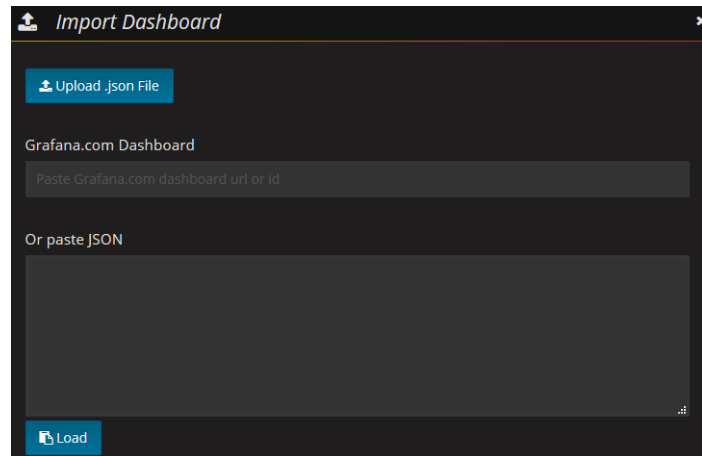 Import Dashboard
Upload .json File
Grafana.com Dashboard
Paste Grafana.com dashboard url or id
Or paste JSON
Load